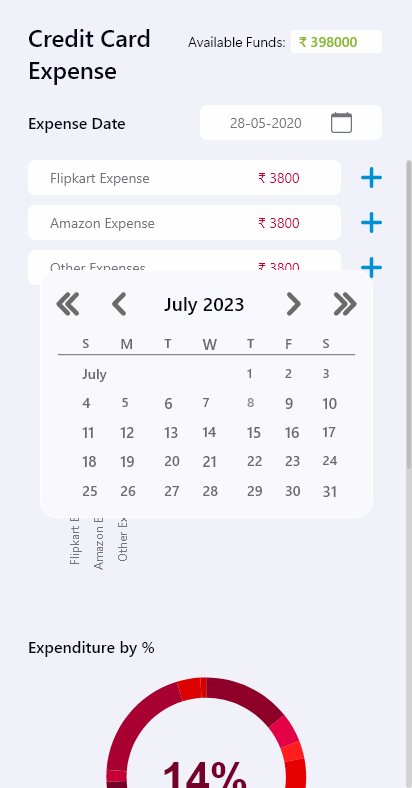 Credit Card
Expense
Available Funds: ₹ 398000
Expense Date 28-05-2020
Flipkart Expense ₹ 3800
Amazon Expense ₹ 3800
Other Expenses ₹ 3800
July 2023
S M T W T F S
July 1 2 3
4 5 6 7 8 9 10
11 12 13 14 15 16 17
18 19 20 21 22 23 24
25 26 27 28 29 30 31
Flipkart
Amazon
Other
Expenditure by %
14%